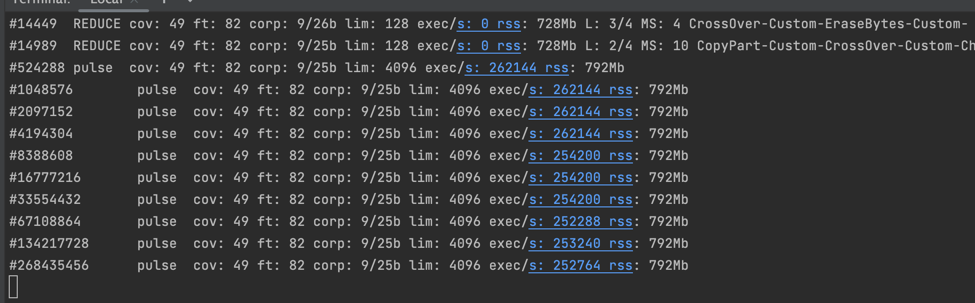 #14449  REDUCE cov: 49 ft: 82 corp: 9/26b lim: 128 exec/s: 0 rss: 728Mb L: 3/4 MS: 4 CrossOver-Custom-EraseBytes-Custom-
#14989  REDUCE cov: 49 ft: 82 corp: 9/25b lim: 128 exec/s: 0 rss: 728Mb L: 2/4 MS: 10 CopyPart-Custom-CrossOver-Custom-Ch
#524288 pulse  cov: 49 ft: 82 corp: 9/25b lim: 4096 exec/s: 262144 rss: 792Mb
#1048576        pulse  cov: 49 ft: 82 corp: 9/25b lim: 4096 exec/s: 262144 rss: 792Mb
#2097152        pulse  cov: 49 ft: 82 corp: 9/25b lim: 4096 exec/s: 262144 rss: 792Mb
#4194304        pulse  cov: 49 ft: 82 corp: 9/25b lim: 4096 exec/s: 262144 rss: 792Mb
#8388608        pulse  cov: 49 ft: 82 corp: 9/25b lim: 4096 exec/s: 254200 rss: 792Mb
#16777216       pulse  cov: 49 ft: 82 corp: 9/25b lim: 4096 exec/s: 254200 rss: 792Mb
#33554432       pulse  cov: 49 ft: 82 corp: 9/25b lim: 4096 exec/s: 254200 rss: 792Mb
#67108864       pulse  cov: 49 ft: 82 corp: 9/25b lim: 4096 exec/s: 252288 rss: 792Mb
#134217728      pulse  cov: 49 ft: 82 corp: 9/25b lim: 4096 exec/s: 253240 rss: 792Mb
#268435456      pulse  cov: 49 ft: 82 corp: 9/25b lim: 4096 exec/s: 252764 rss: 792Mb